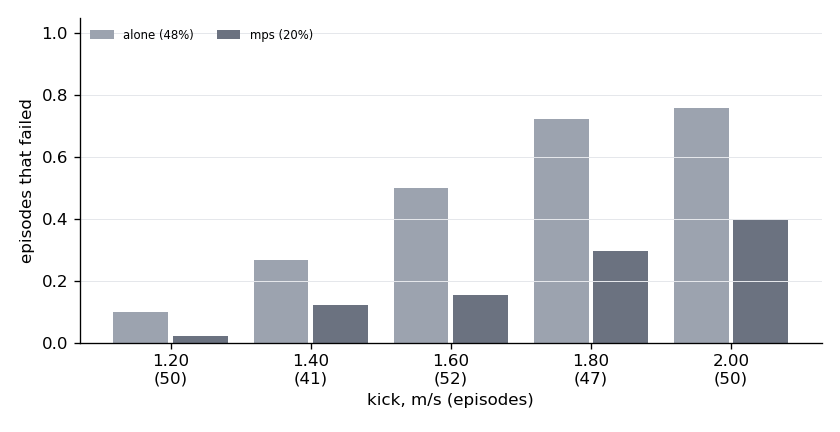 alone (48%) mps (20%)
episodes that failed
1.0
0.8
0.6
0.4
0.2
0.0
1.20 1.40 1.60 1.80 2.00
(50) (41) (52) (47) (50)
kick, m/s (episodes)